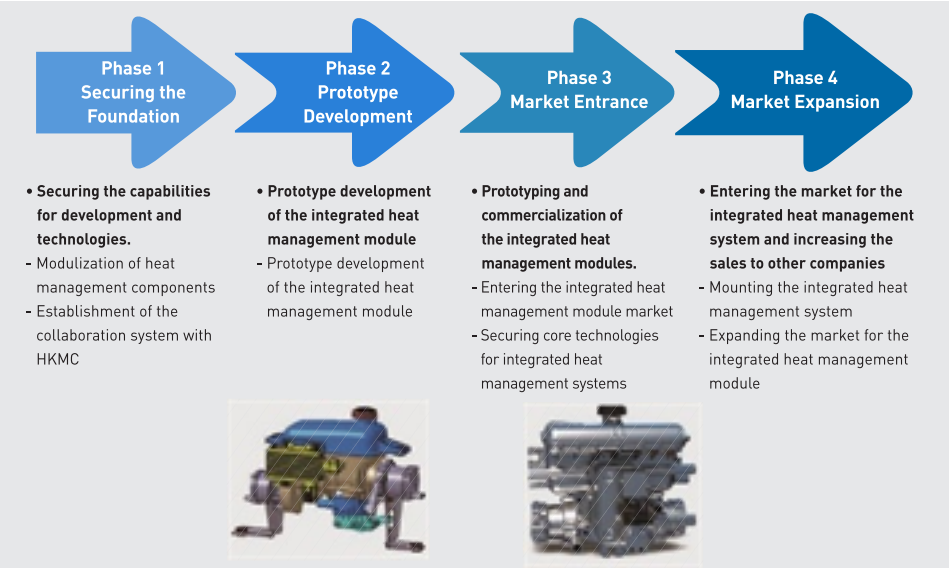 Phase 1
Securing the
Foundation
Phase 2
Prototype
Development
Phase 3
Market Entrance
Phase 4
Market Expansion
• Securing the capabilities
for development and
technologies.
- Modulization of heat
management components
- Establishment of the
collaboration system with
HKMC
• Prototype development
of the integrated heat
management module
- Prototype development
of the integrated heat
management module
• Prototyping and
commercialization of
the integrated heat
management modules.
- Entering the integrated heat
management module market
- Securing core technologies
for integrated heat
management systems
• Entering the market for the
integrated heat management
system and increasing the
sales to other companies
- Mounting the integrated heat
management system
- Expanding the market for the
integrated heat management
module